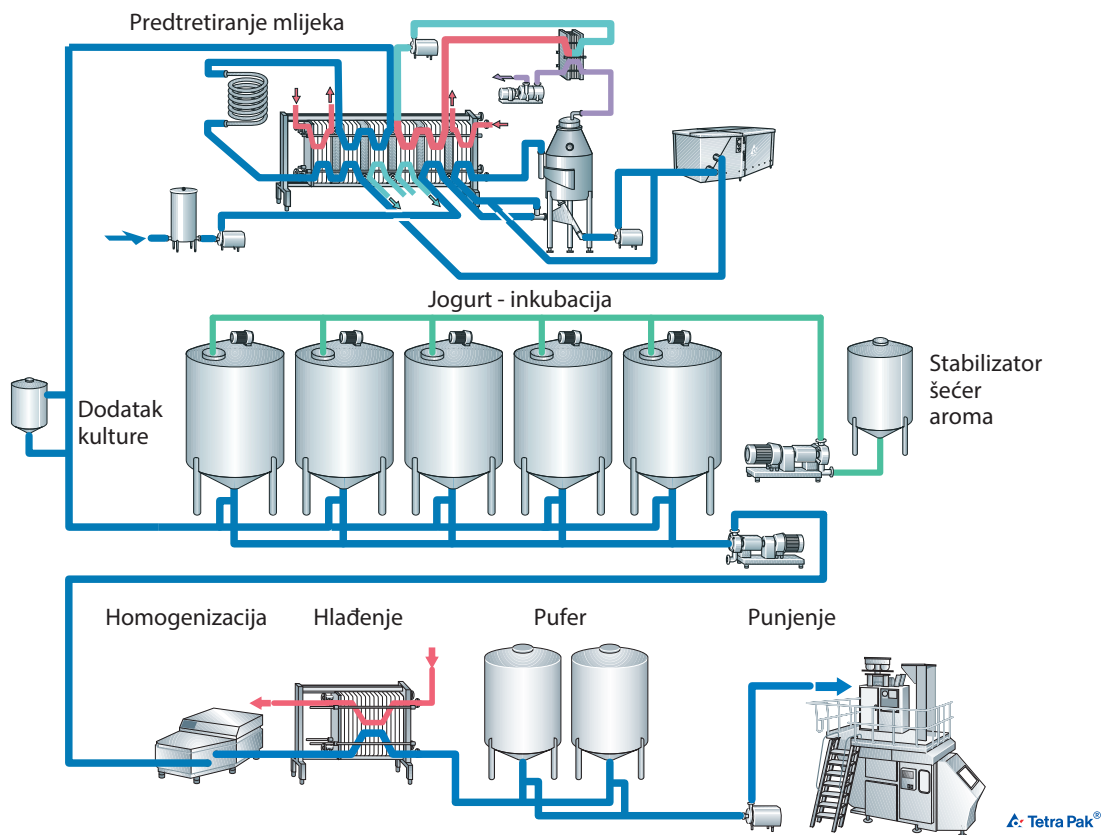 Predtretiranje mlijeka
Jogurt - inkubacija
Stabilizator
šećer
aroma
Dodatak
kulture
Homogenizacija
Hlađenje
Pufer
Punjenje
Tetra Pak®